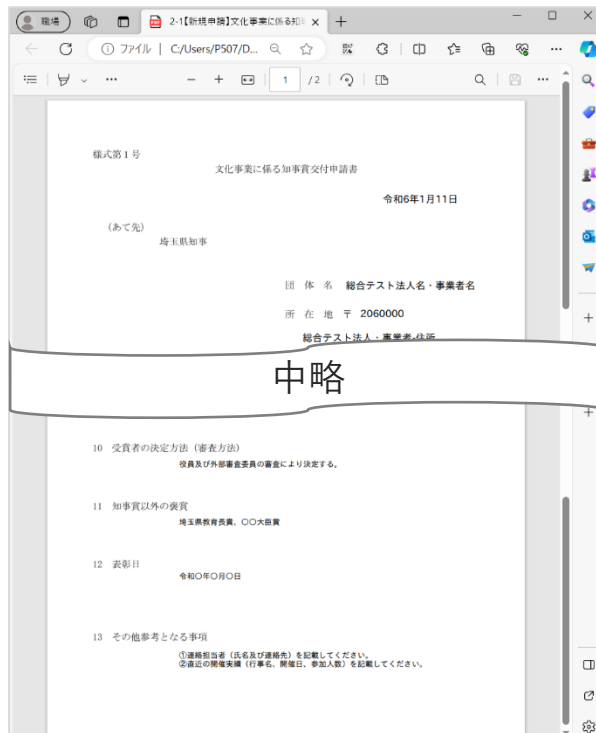 職場
2-1【新規申請】文化事業に係る知
ファイル | C:/Users/P507/D...
1 / 2
様式第1号
文化事業に係る知事賞交付申請書
令和6年1月11日
(あて先)
埼玉県知事
団 体 名 総合テスト法人名・事業者名
所 在 地 〒 2060000
総合テスト法人・事業者-住所
中略
10 受賞者の決定方法(審査方法)
役員及び外部審査委員の審査により決定する。
11 知事賞以外の褒賞
埼玉県教育長賞、〇〇大臣賞
12 表彰日
令和〇年〇月〇日
13 その他参考となる事項
①連絡担当者(氏名及び連絡先)を記載してください。
②直近の開催実績(行事名、開催日、参加人数)を記載してください。